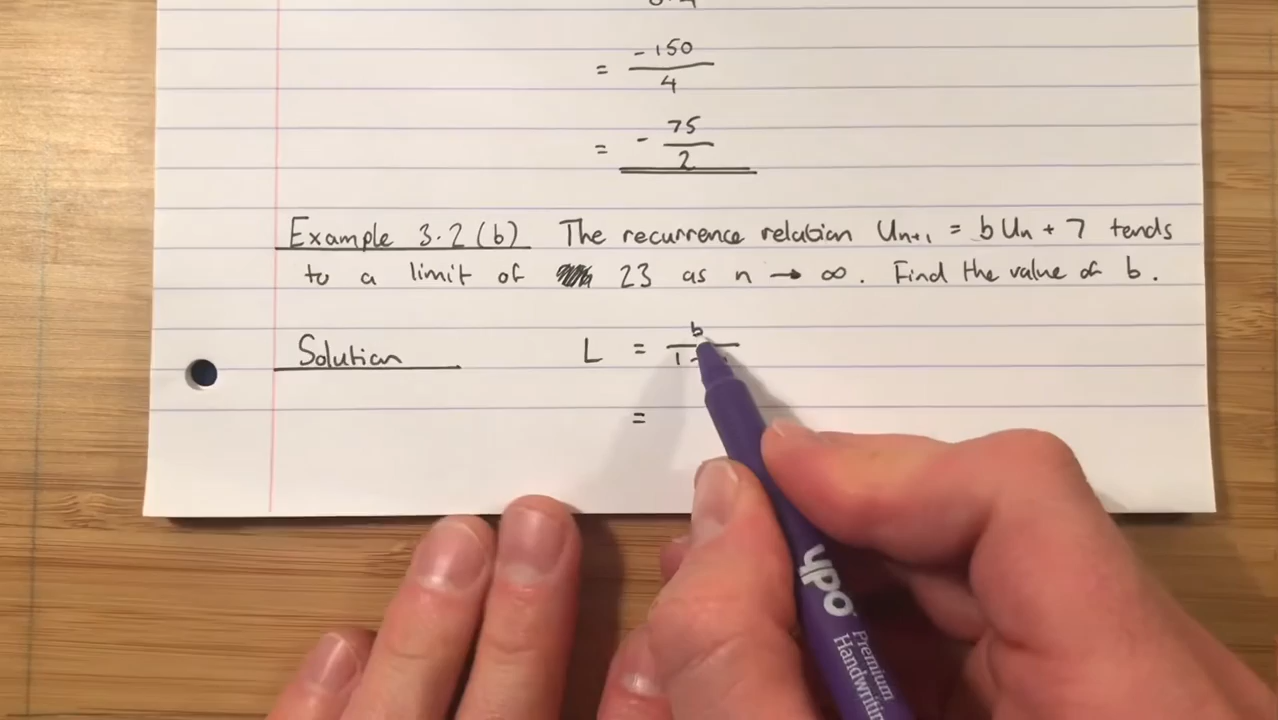 = -150
4
= - 75
2
Example 3.2 (b) The recurrence relation Un+1 = bUn + 7 tends
to a limit of 23 as n → ∞. Find the value of b.
Solution L = b
1 -
=
ypo
Premium
Handwritin